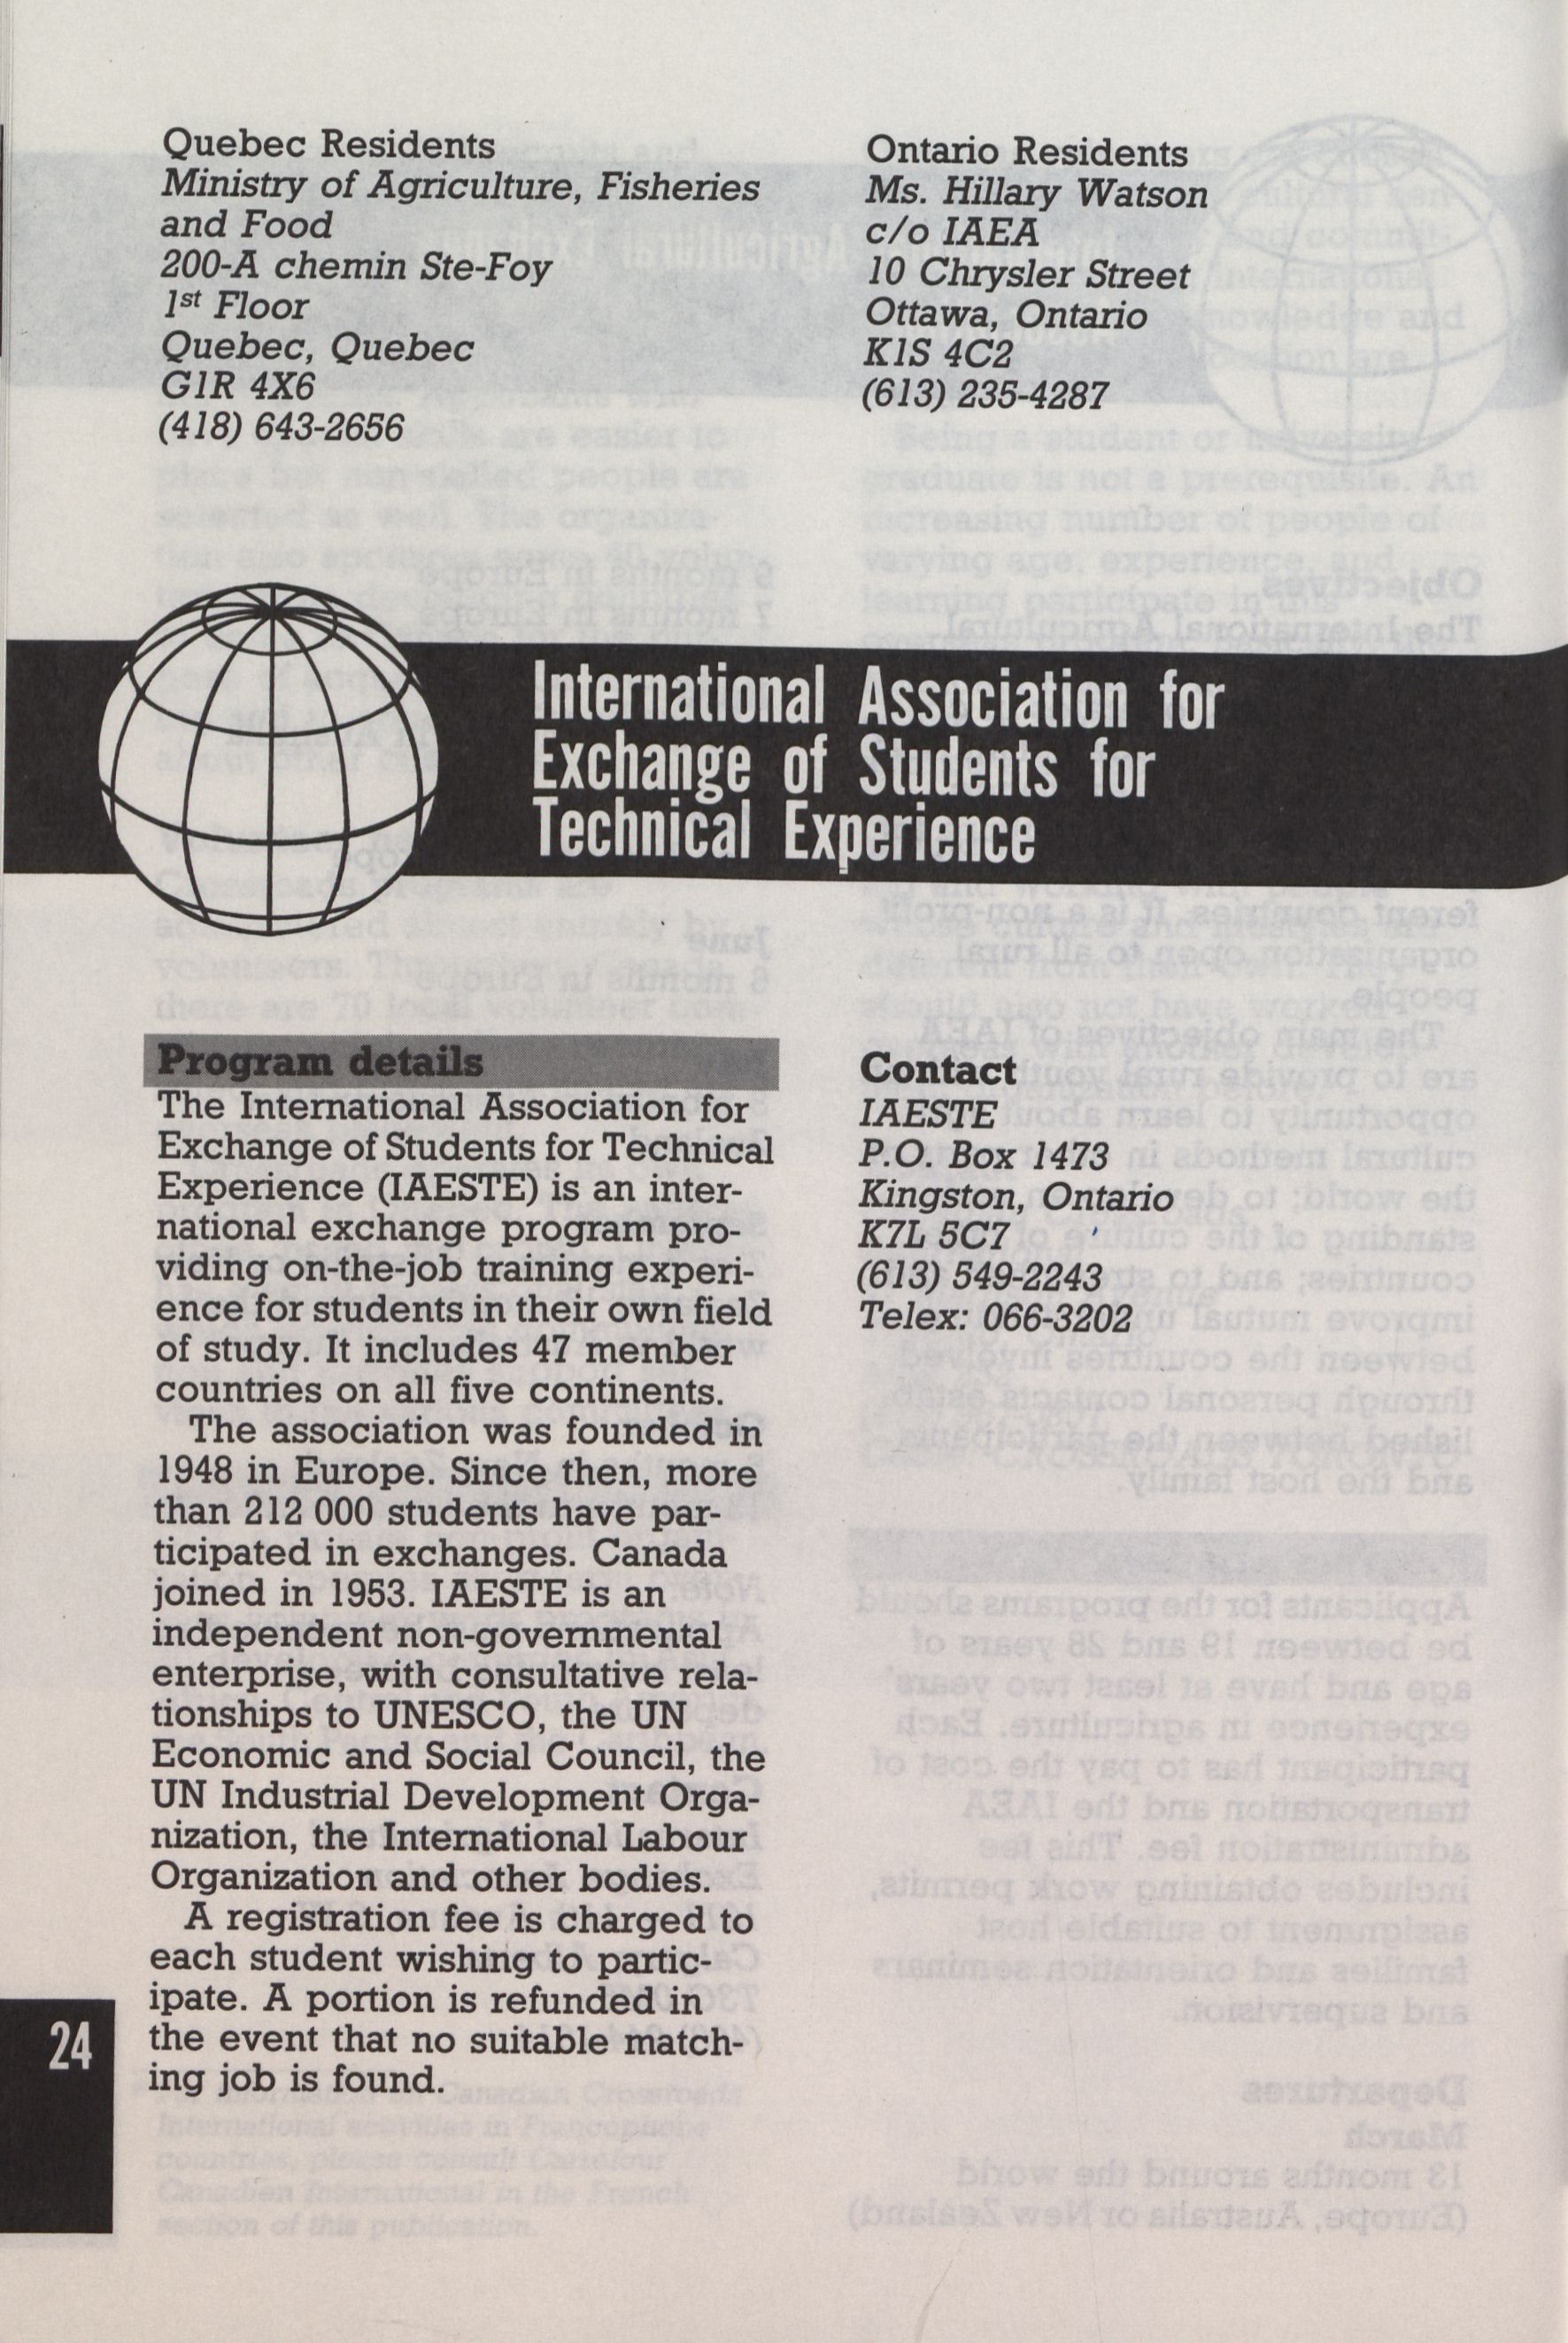 Quebec Residents
Ministry of Agriculture, Fisheries
and Food
200-A chemin Ste-Foy
1st Floor
Quebec, Quebec
G1R 4X6
(418) 643-2656
Ontario Residents
Ms. Hillary Watson
c/o IAEA
10 Chrysler Street
Ottawa, Ontario
K1S 4C2
(613) 235-4287
International Association for
Exchange of Students for
Technical Experience
Program details
The International Association for
Exchange of Students for Technical
Experience (IAESTE) is an inter-
national exchange program pro-
viding on-the-job training experi-
ence for students in their own field
of study. It includes 47 member
countries on all five continents.
The association was founded in
1948 in Europe. Since then, more
than 212 000 students have par-
ticipated in exchanges. Canada
joined in 1953. IAESTE is an
independent non-governmental
enterprise, with consultative rela-
tionships to UNESCO, the UN
Economic and Social Council, the
UN Industrial Development Orga-
nization, the International Labour
Organization and other bodies.
A registration fee is charged to
each student wishing to partic-
ipate. A portion is refunded in
the event that no suitable match-
ing job is found.
Contact
IAESTE
P.O. Box 1473
Kingston, Ontario
K7L 5C7
(613) 549-2243
Telex: 066-3202
24